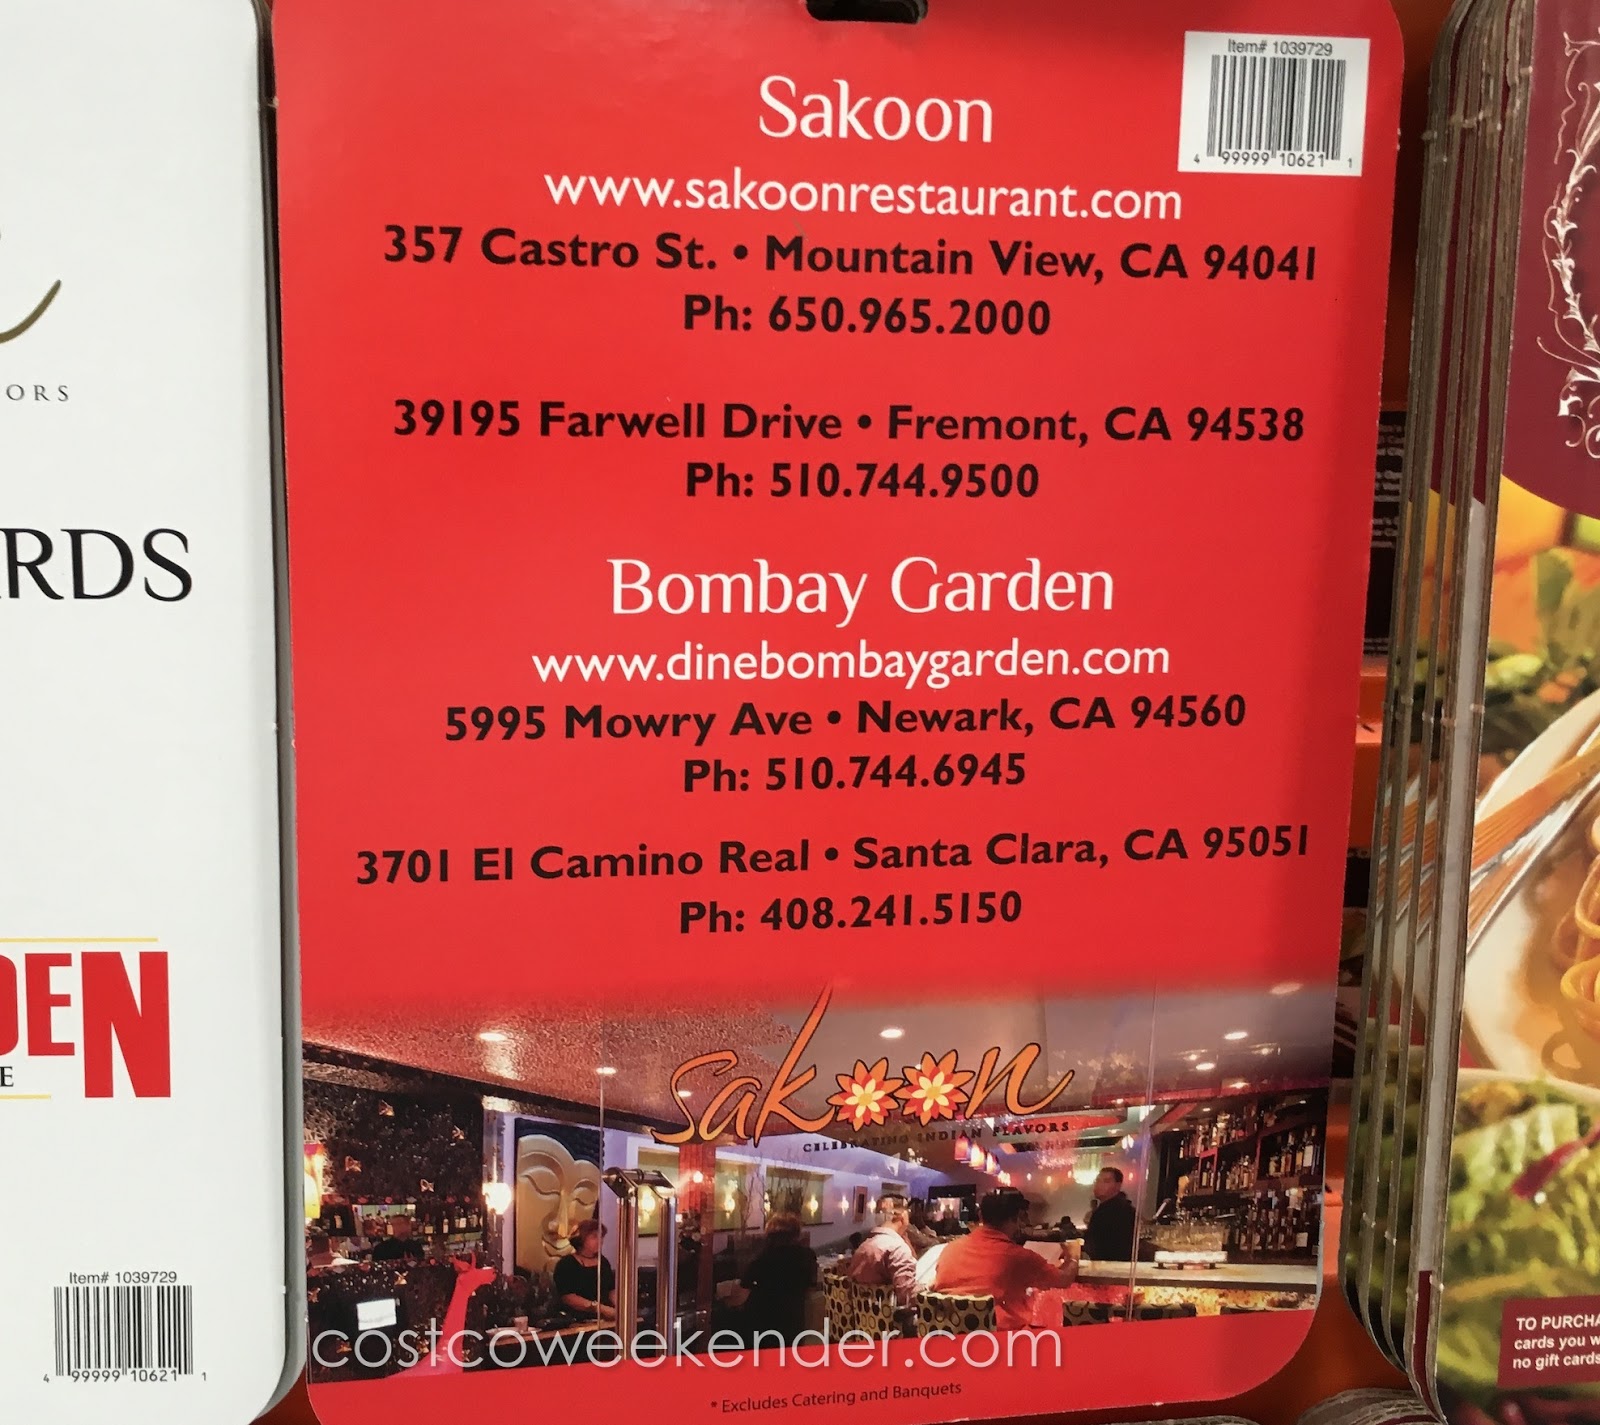 ORS
RDS
DEN
E
Item# 1039729
4 99999 10621 1
Item# 1039729
4 99999 10621 1
Sakoon
www.sakoonrestaurant.com
357 Castro St. • Mountain View, CA 94041
Ph: 650.965.2000
39195 Farwell Drive • Fremont, CA 94538
Ph: 510.744.9500
Bombay Garden
www.dinebombaygarden.com
5995 Mowry Ave • Newark, CA 94560
Ph: 510.744.6945
3701 El Camino Real • Santa Clara, CA 95051
Ph: 408.241.5150
sakoon
CELEBRATING INDIAN FLAVORS
costcoweekender.com
* Excludes Catering and Banquets
TO PURCHA
cards you w
no gift cards